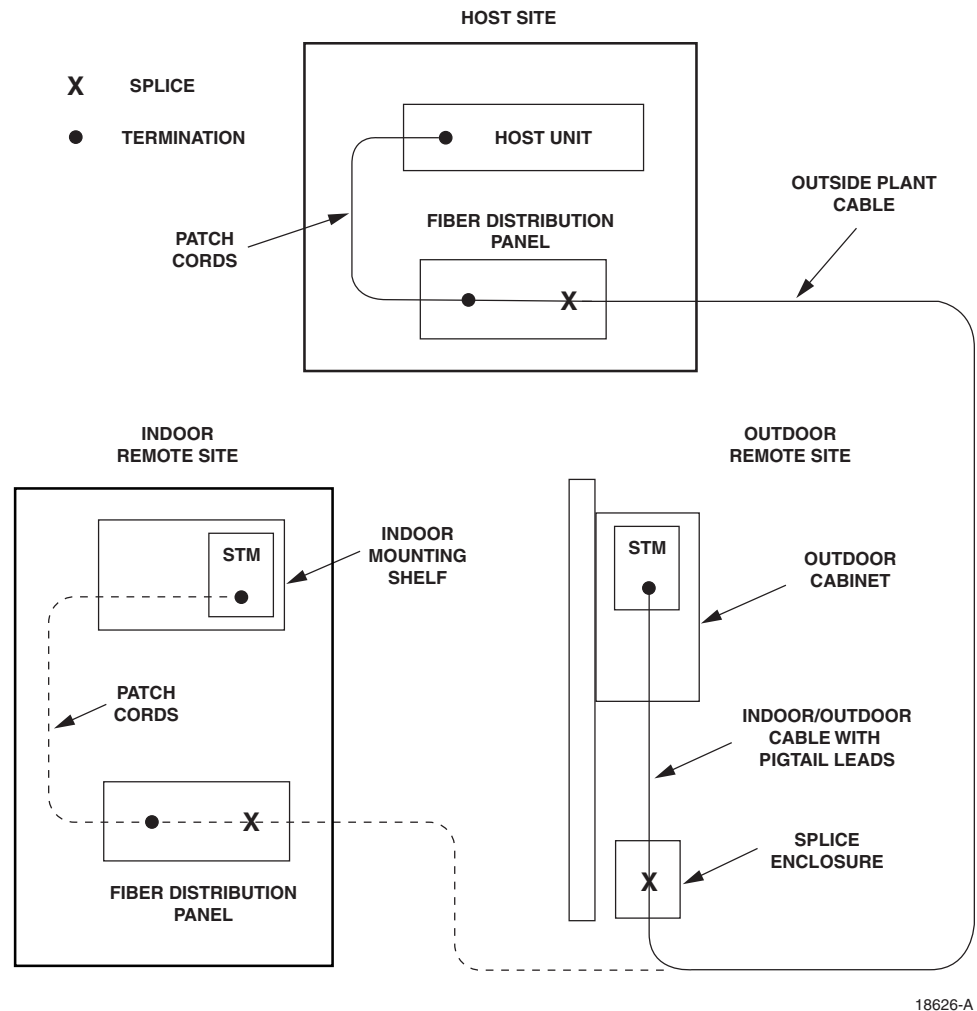 HOST SITE
X SPLICE
● TERMINATION
HOST UNIT
OUTSIDE PLANT
CABLE
PATCH
CORDS
FIBER DISTRIBUTION
PANEL
X
INDOOR
REMOTE SITE
OUTDOOR
REMOTE SITE
STM
INDOOR
MOUNTING
SHELF
STM
OUTDOOR
CABINET
PATCH
CORDS
INDOOR/OUTDOOR
CABLE WITH
PIGTAIL LEADS
X
SPLICE
ENCLOSURE
X
FIBER DISTRIBUTION
PANEL
18626-A